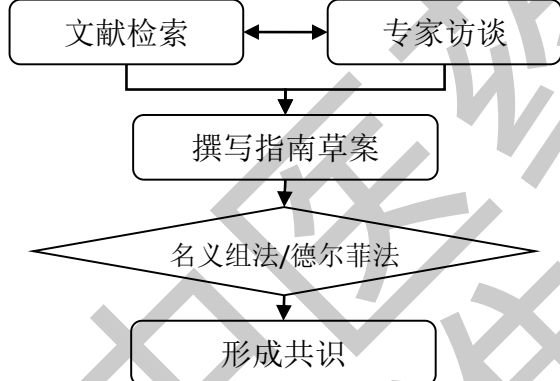 文献检索
专家访谈
撰写指南草案
名义组法/德尔菲法
形成共识